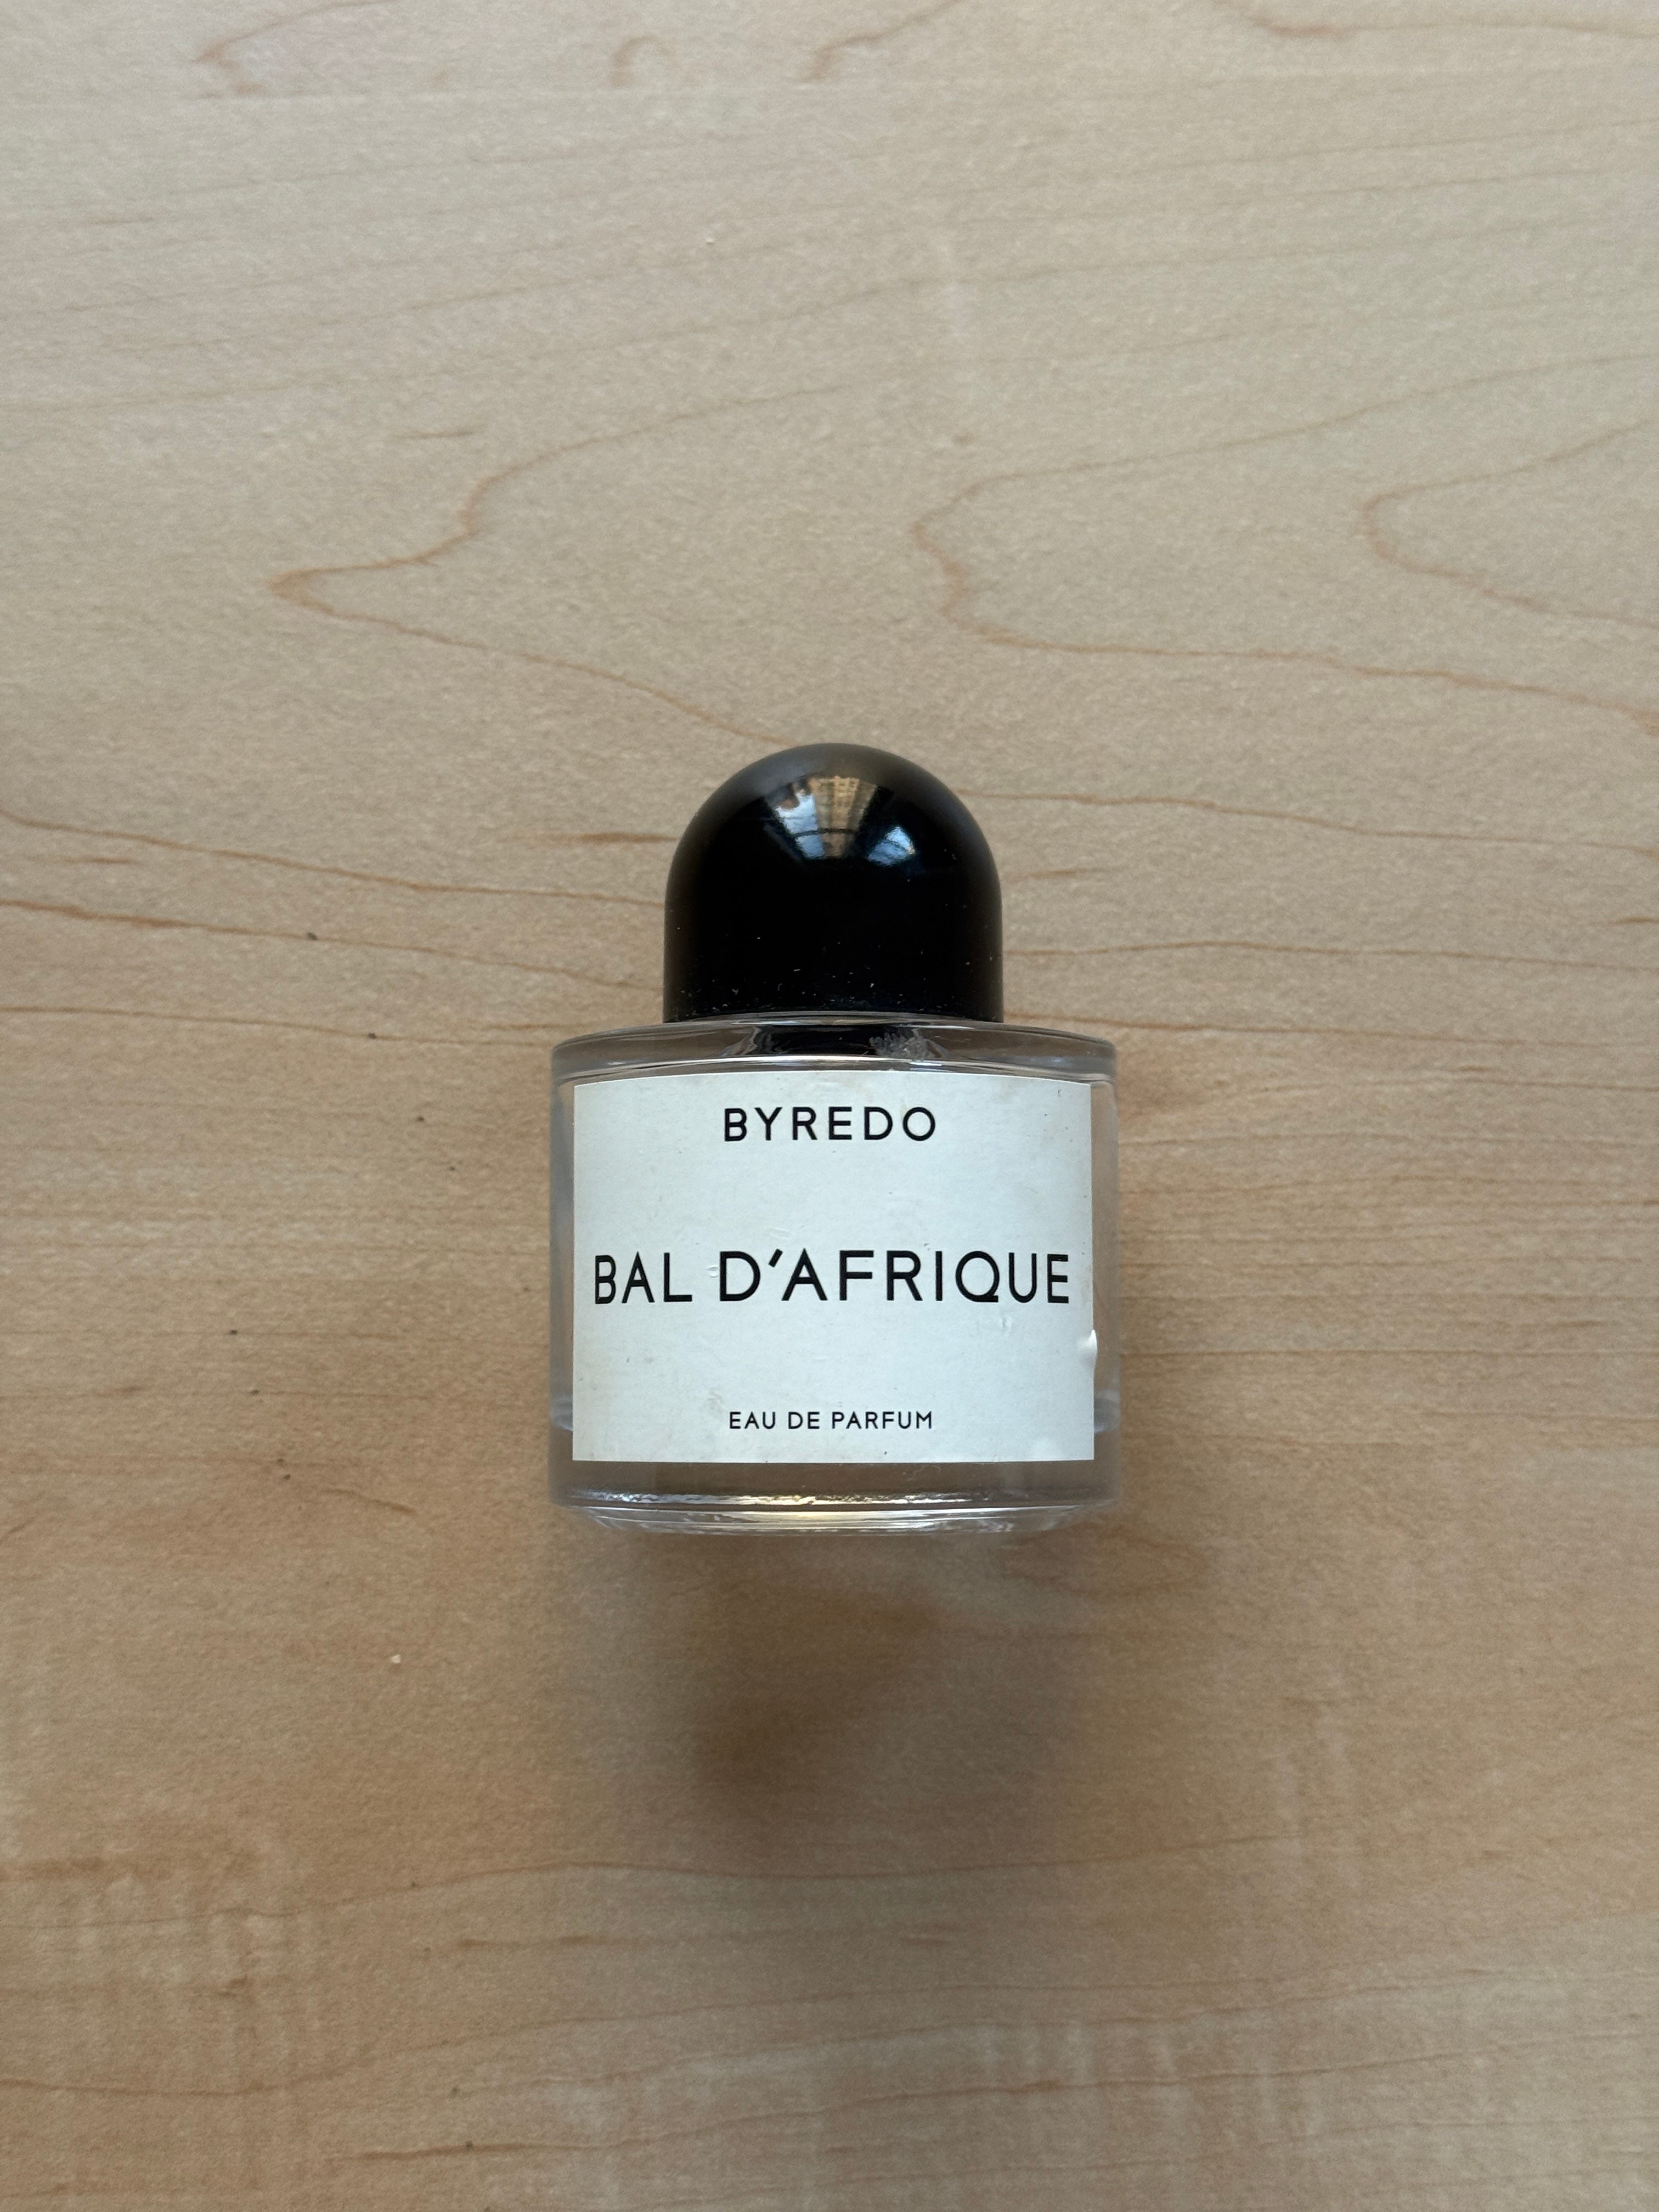 BYREDO
BAL D'AFRIQUE
EAU DE PARFUM